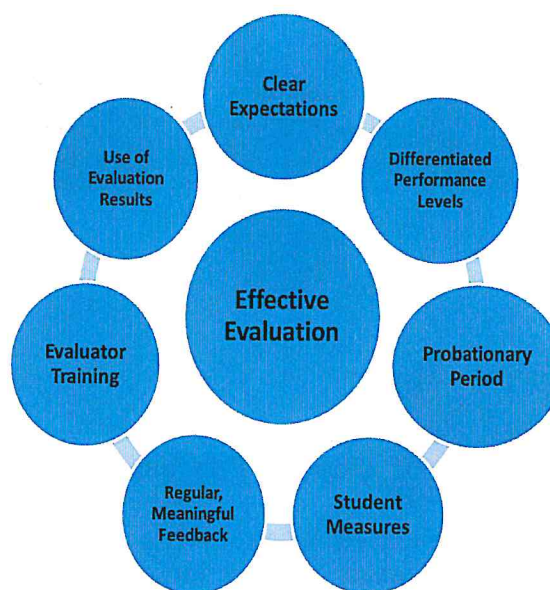 Clear
Expectations
Differentiated
Performance
Levels
Probationary
Period
Student
Measures
Regular,
Meaningful
Feedback
Evaluator
Training
Use of
Evaluation
Results
Effective
Evaluation